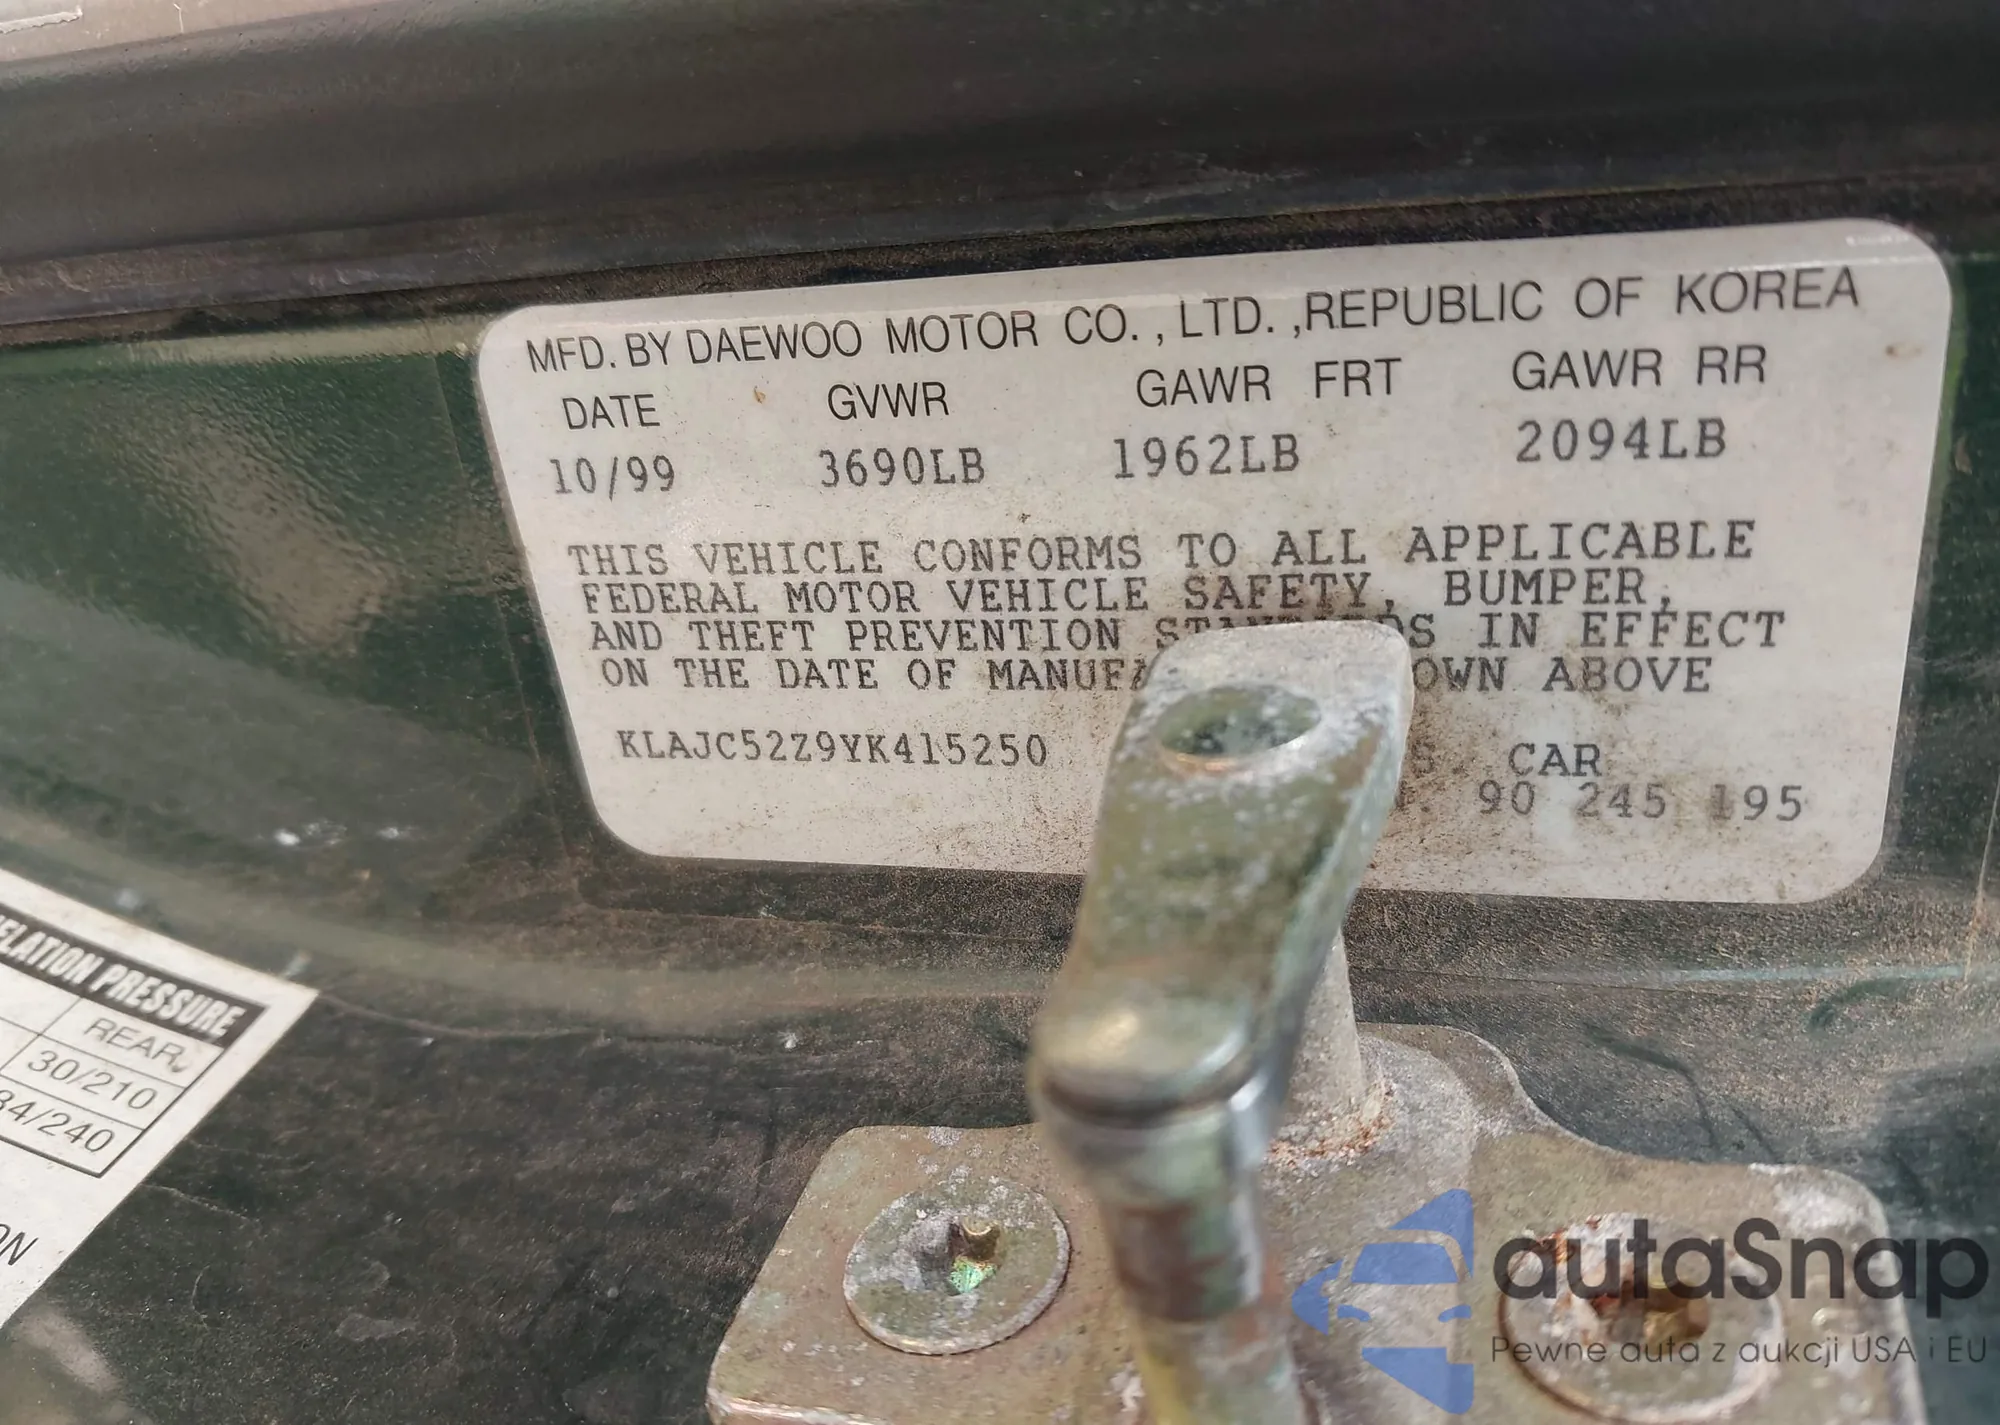 MFD. BY DAEWOO MOTOR CO., LTD., REPUBLIC OF KOREA
DATE GVWR GAWR FRT GAWR RR
10/99 3690LB 1962LB 2094LB
THIS VEHICLE CONFORMS TO ALL APPLICABLE
FEDERAL MOTOR VEHICLE SAFETY, BUMPER,
AND THEFT PREVENTION IN EFFECT
ON THE DATE OF ABOVE
KLAJC52Z9YK415250 CAR
90 245 195
PRESSURE
REAR
30/210
34/240
autaSnap
Pewne auta z aukcji USA i EU